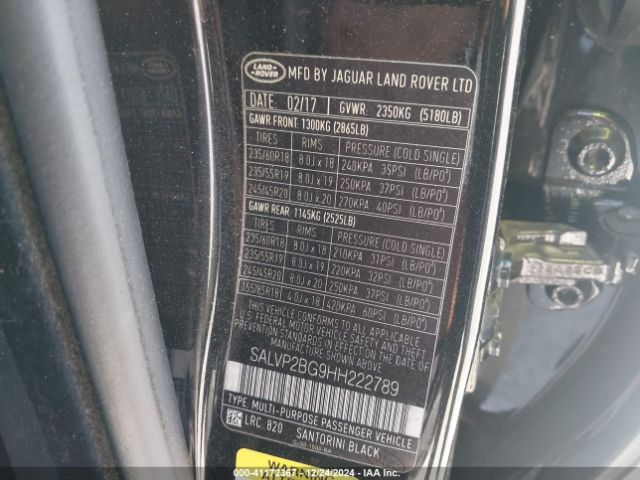 LAND ROVER
MFD BY JAGUAR LAND ROVER LTD
DATE: 02/17 GVWR: 2350KG (5180LB)
GAWR FRONT: 1300KG (2865LB)
TIRES RIMS PRESSURE (COLD SINGLE)
235/60R18 8.0J x 18 240KPA 35PSI (LB/PO²)
235/55R19 8.0J x 19 250KPA 37PSI (LB/PO²)
245/45R20 8.0J x 20 270KPA 40PSI (LB/PO²)
GAWR REAR: 1145KG (2525LB)
TIRES RIMS PRESSURE (COLD SINGLE)
235/60R18 8.0J x 18 210KPA 31PSI (LB/PO²)
235/55R19 8.0J x 19 220KPA 32PSI (LB/PO²)
245/45R20 8.0J x 20 250KPA 37PSI (LB/PO²)
155/85R18 4.0J x 18 420KPA 60PSI (LB/PO²)
THIS VEHICLE CONFORMS TO ALL APPLICABLE
U.S. FEDERAL MOTOR VEHICLE SAFETY AND THEFT
PREVENTION STANDARDS IN EFFECT ON THE DATE OF
MANUFACTURE SHOWN ABOVE.
SALVP2BG9HH222789
TYPE: MULTI-PURPOSE PASSENGER VEHICLE
LRC: 820 SANTORINI BLACK
© IAA - 41172367 - 12/24/2024 - IAAI.COM